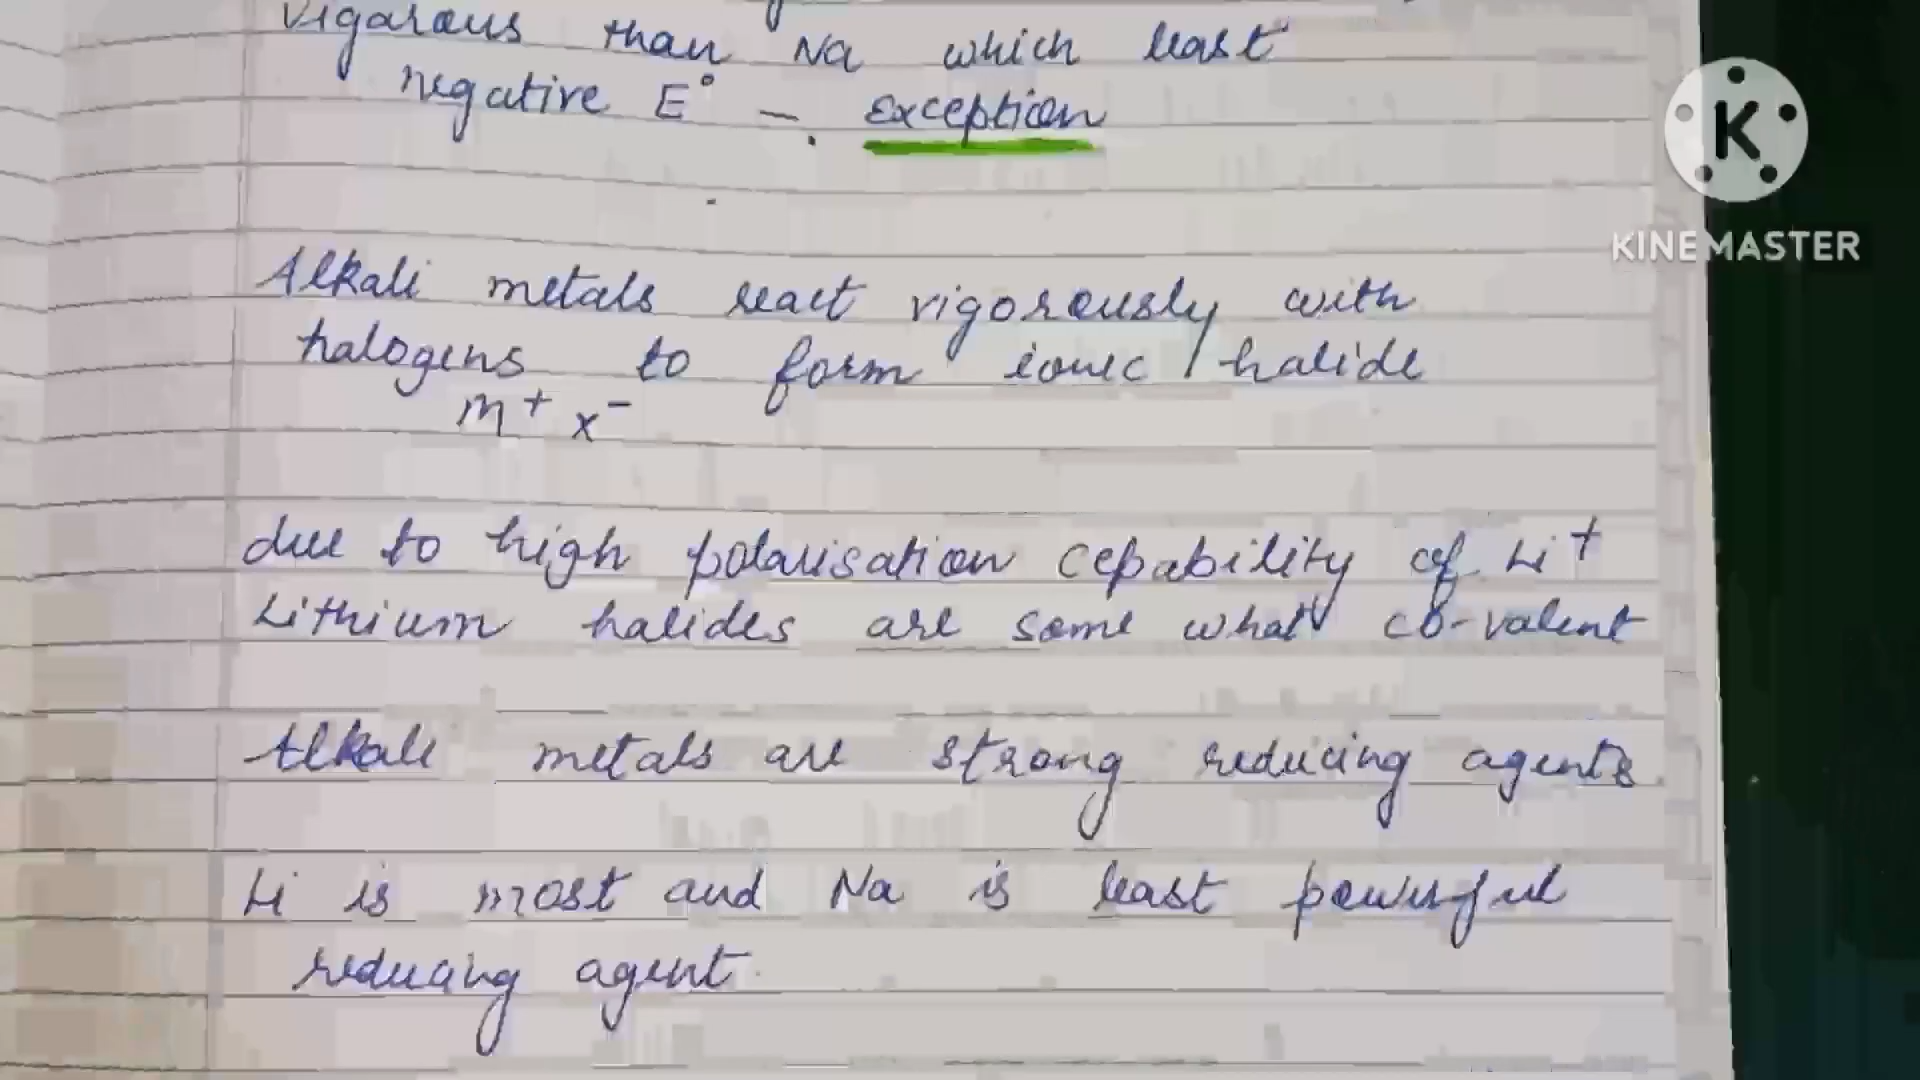 vigorous than Na which least
negative E° - exception
Alkali metals react vigorously with
halogens to form ionic halide
M+ X-
due to high polarisation cepability of Li+
Lithium halides are some what co-valent
Alkali metals are strong reducing agents
Li is most and Na is least powerful
reducing agent.
K
KINEMASTER